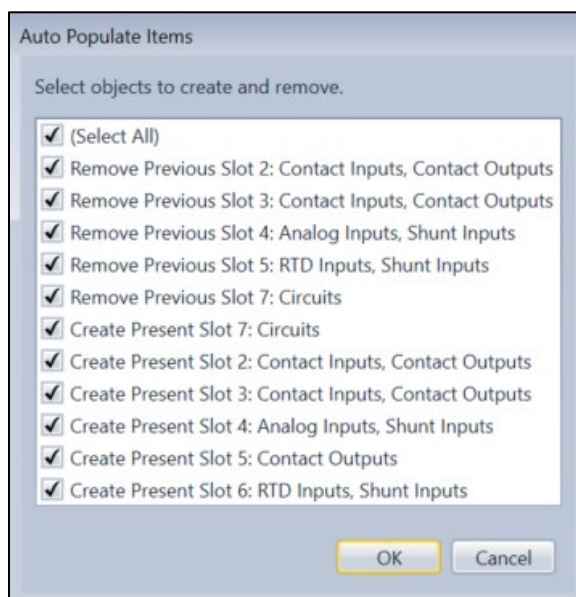 Auto Populate Items
Select objects to create and remove.
(Select All)
Remove Previous Slot 2: Contact Inputs, Contact Outputs
Remove Previous Slot 3: Contact Inputs, Contact Outputs
Remove Previous Slot 4: Analog Inputs, Shunt Inputs
Remove Previous Slot 5: RTD Inputs, Shunt Inputs
Remove Previous Slot 7: Circuits
Create Present Slot 7: Circuits
Create Present Slot 2: Contact Inputs, Contact Outputs
Create Present Slot 3: Contact Inputs, Contact Outputs
Create Present Slot 4: Analog Inputs, Shunt Inputs
Create Present Slot 5: Contact Outputs
Create Present Slot 6: RTD Inputs, Shunt Inputs
OK Cancel